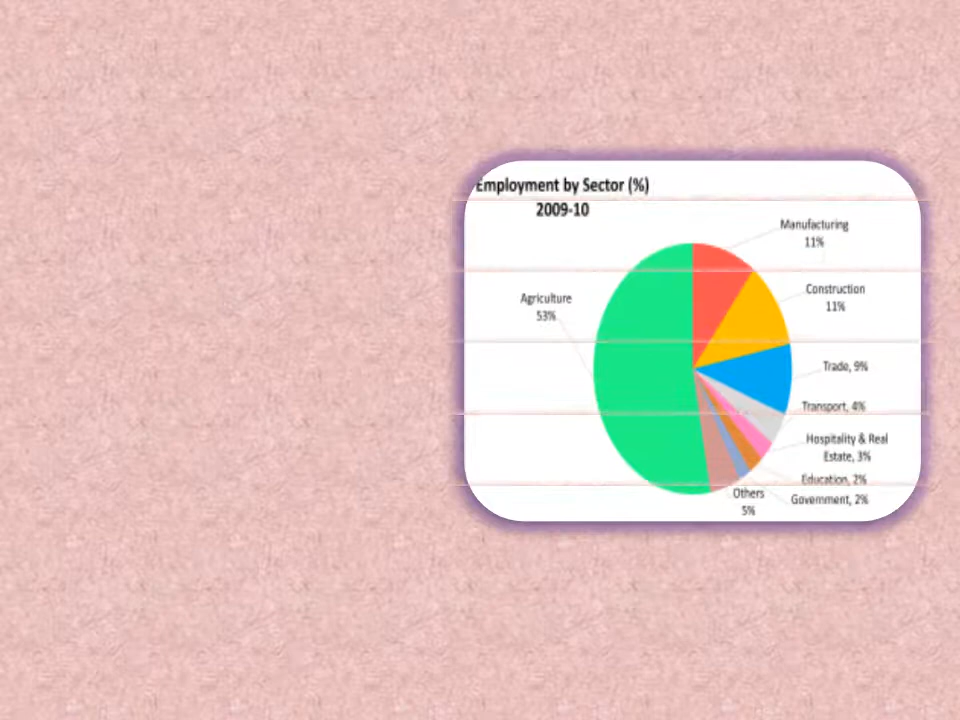 Employment by Sector (%)
2009-10
Manufacturing
11%
Construction
11%
Agriculture
53%
Trade, 9%
Transport, 4%
Hospitality & Real
Estate, 3%
Education, 2%
Government, 2%
Others
5%